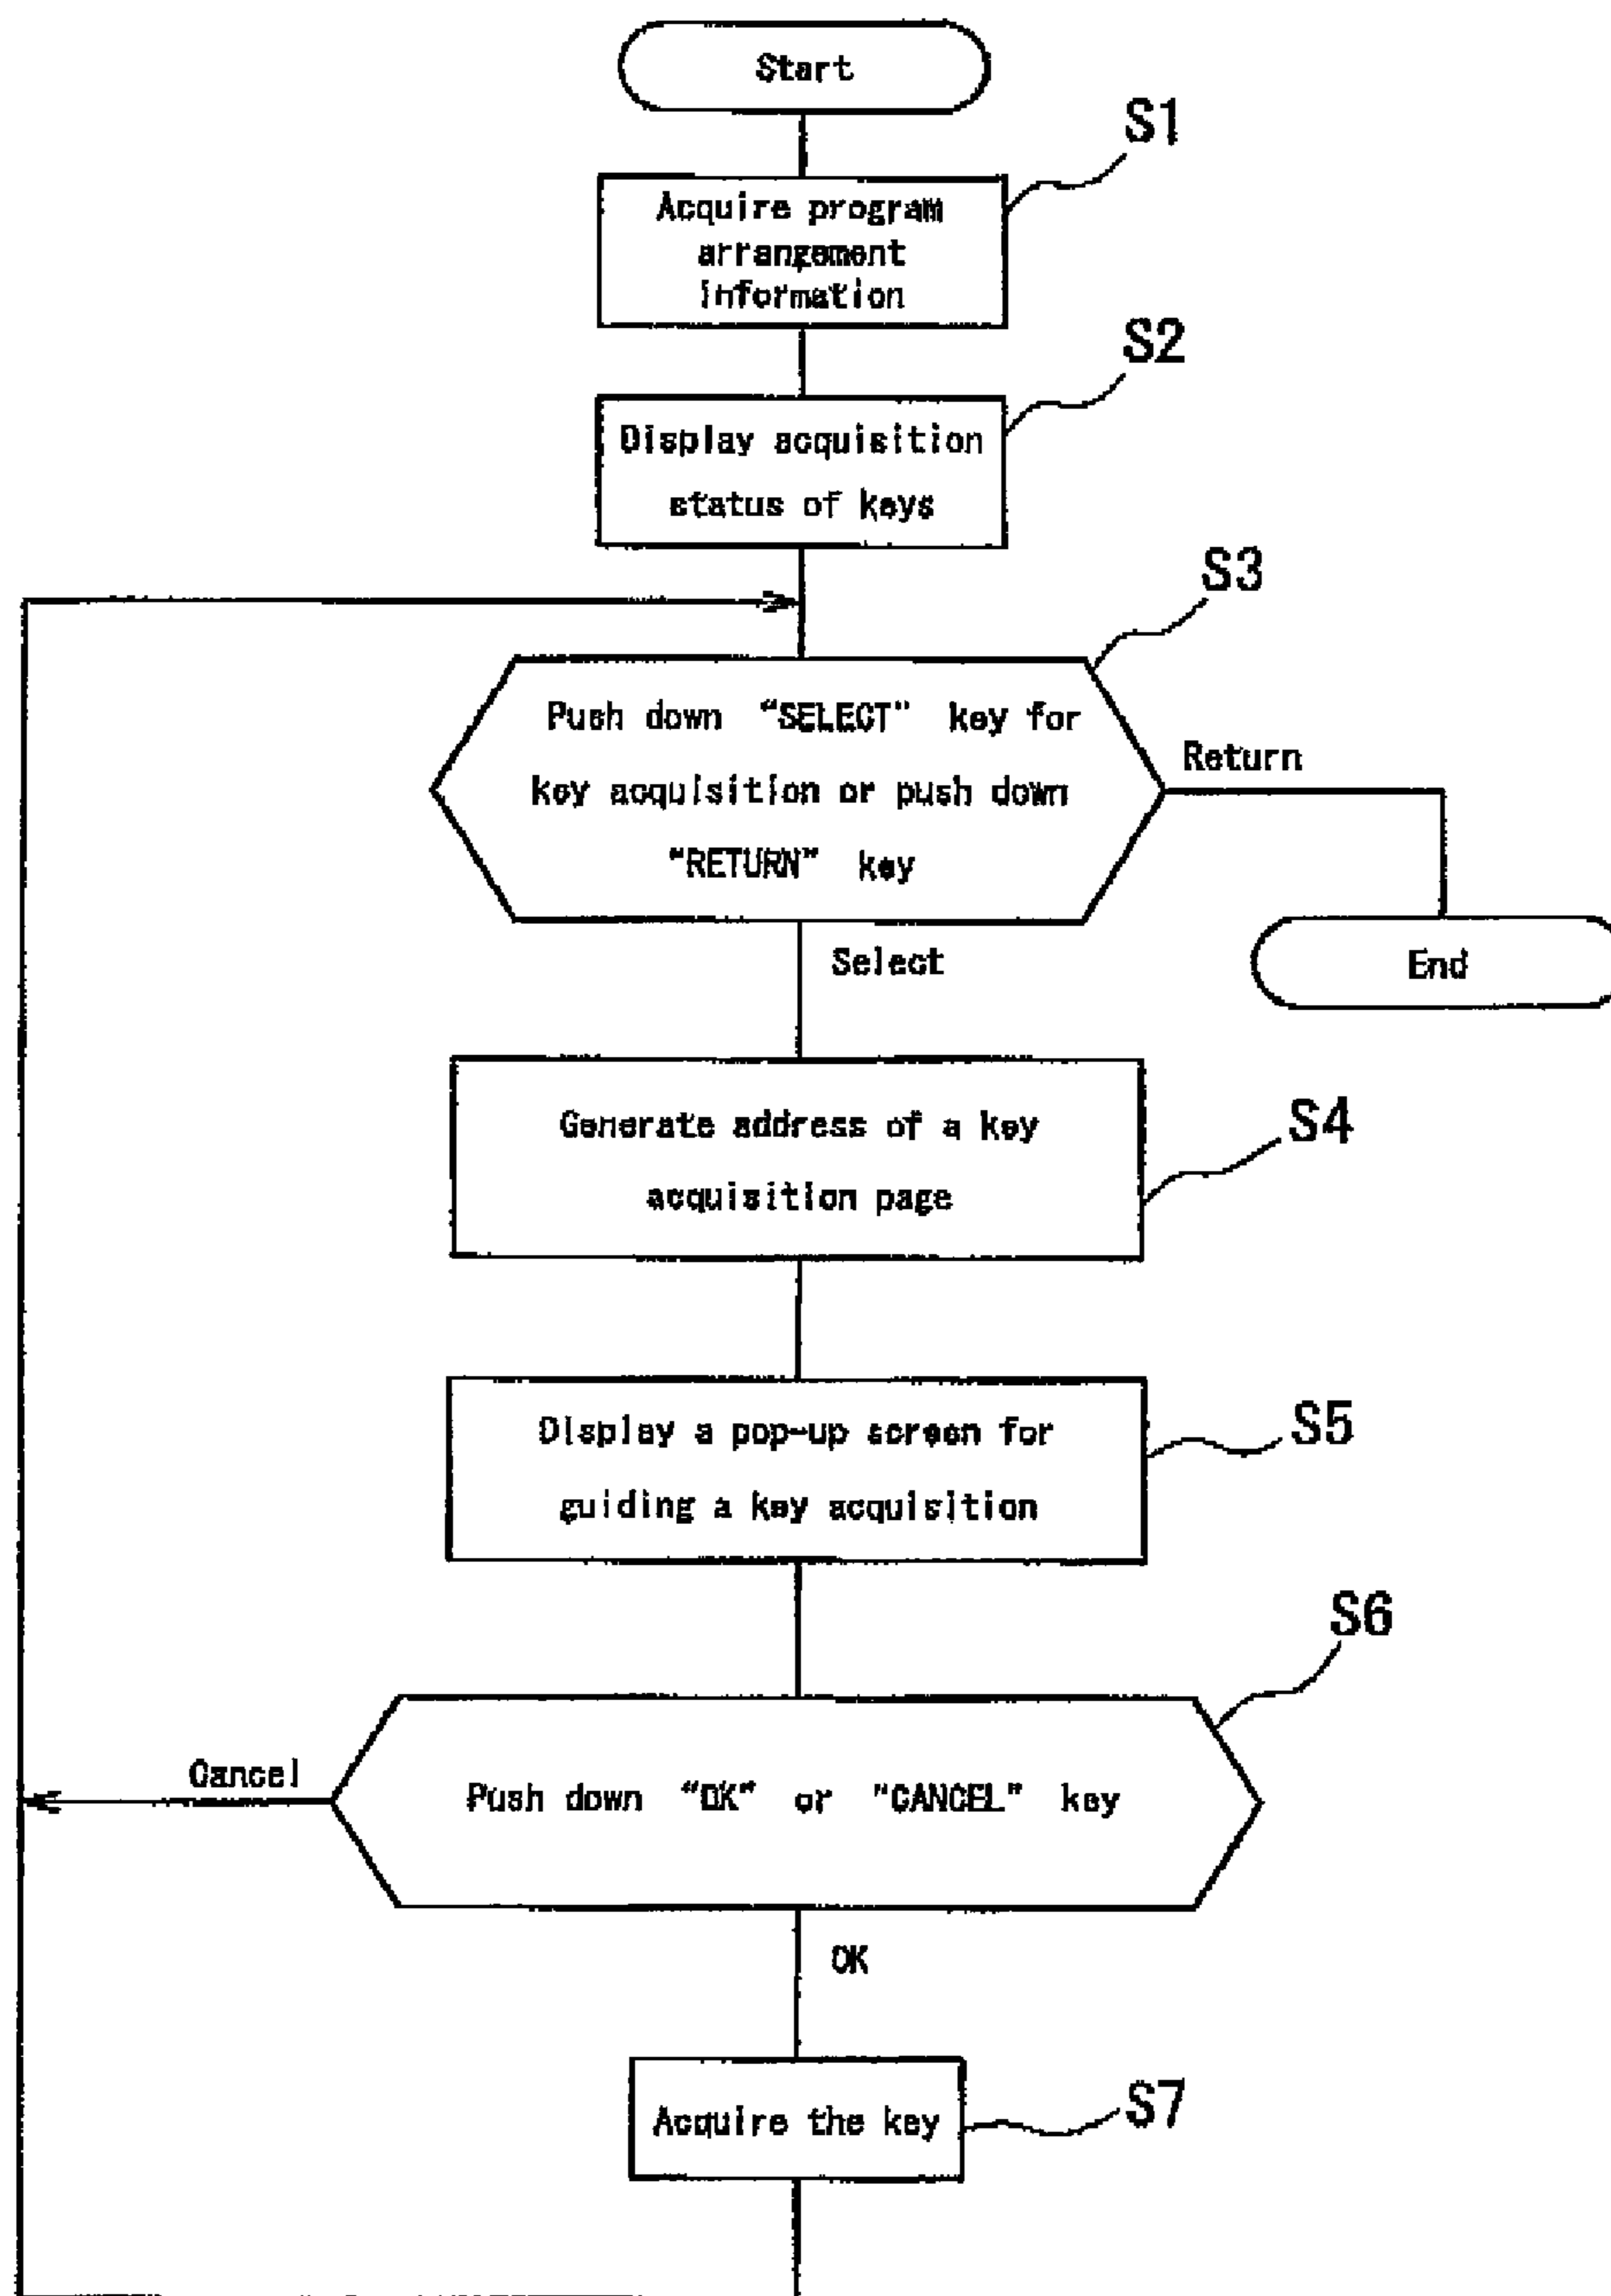 Start
S1
Acquire program
arrangement
information
S2
Display acquisition
status of keys
S3
Push down “SELECT” key for
key acquisition or push down
“RETURN” key
Return
Select
End
Generate address of a key
acquisition page
S4
Display a pop-up screen for
guiding a key acquisition
S5
S6
Cancel
Push down “OK” or "CANCEL" key
OK
Acquire the key
S7